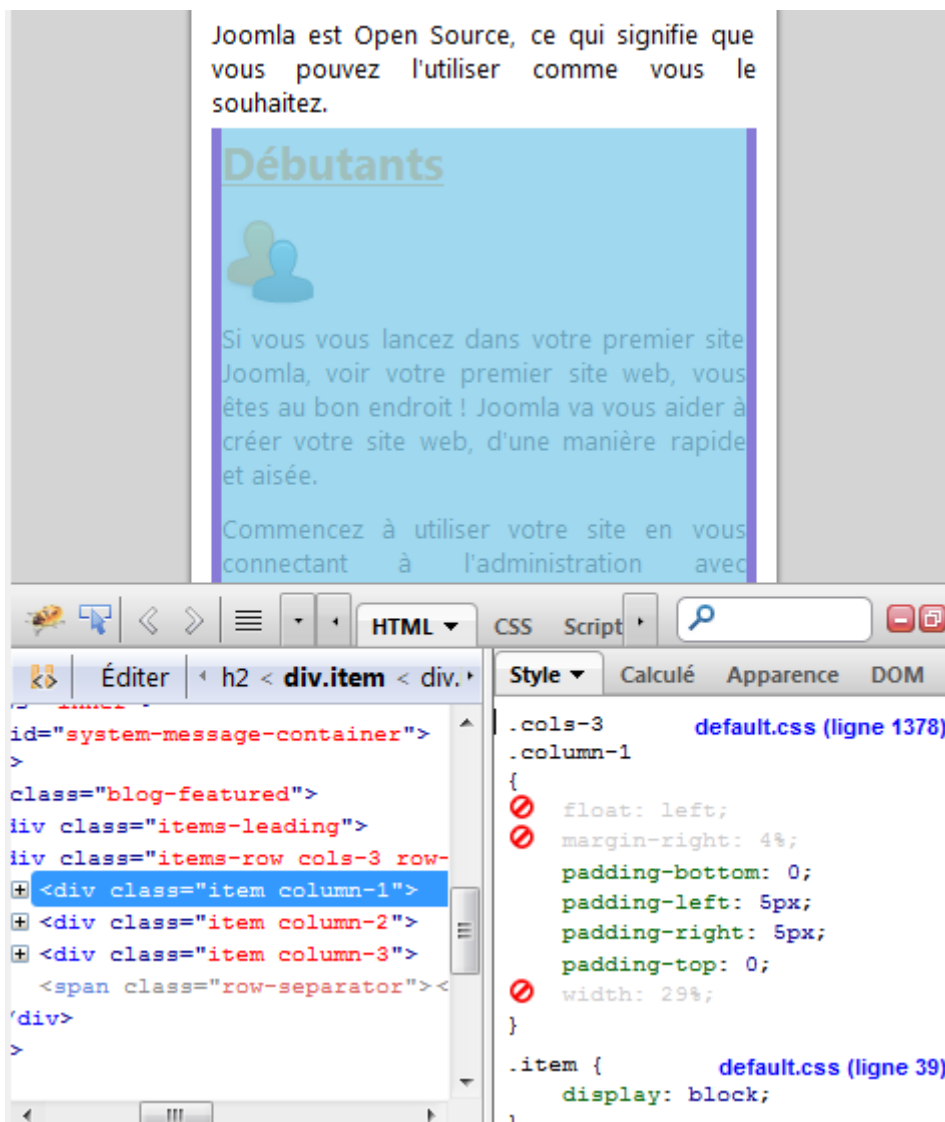 Joomla est Open Source, ce qui signifie que
vous pouvez l'utiliser comme vous le
souhaitez.
Débutants
Si vous vous lancez dans votre premier site
Joomla, voir votre premier site web, vous
êtes au bon endroit ! Joomla va vous aider à
créer votre site web, d'une manière rapide
et aisée.
Commencez à utiliser votre site en vous
connectant à l'administration avec
HTML CSS Script
Éditer h2 < div.item < div.
id="system-message-container">
>
class="blog-featured">
iv class="items-leading">
iv class="items-row cols-3 row-
<div class="item column-1">
<div class="item column-2">
<div class="item column-3">
<span class="row-separator"><
/div>
>
Style Calculé Apparence DOM
.cols-3 default.css (ligne 1378)
.column-1
{
float: left;
margin-right: 4%;
padding-bottom: 0;
padding-left: 5px;
padding-right: 5px;
padding-top: 0;
width: 29%;
}
.item { default.css (ligne 39)
display: block;